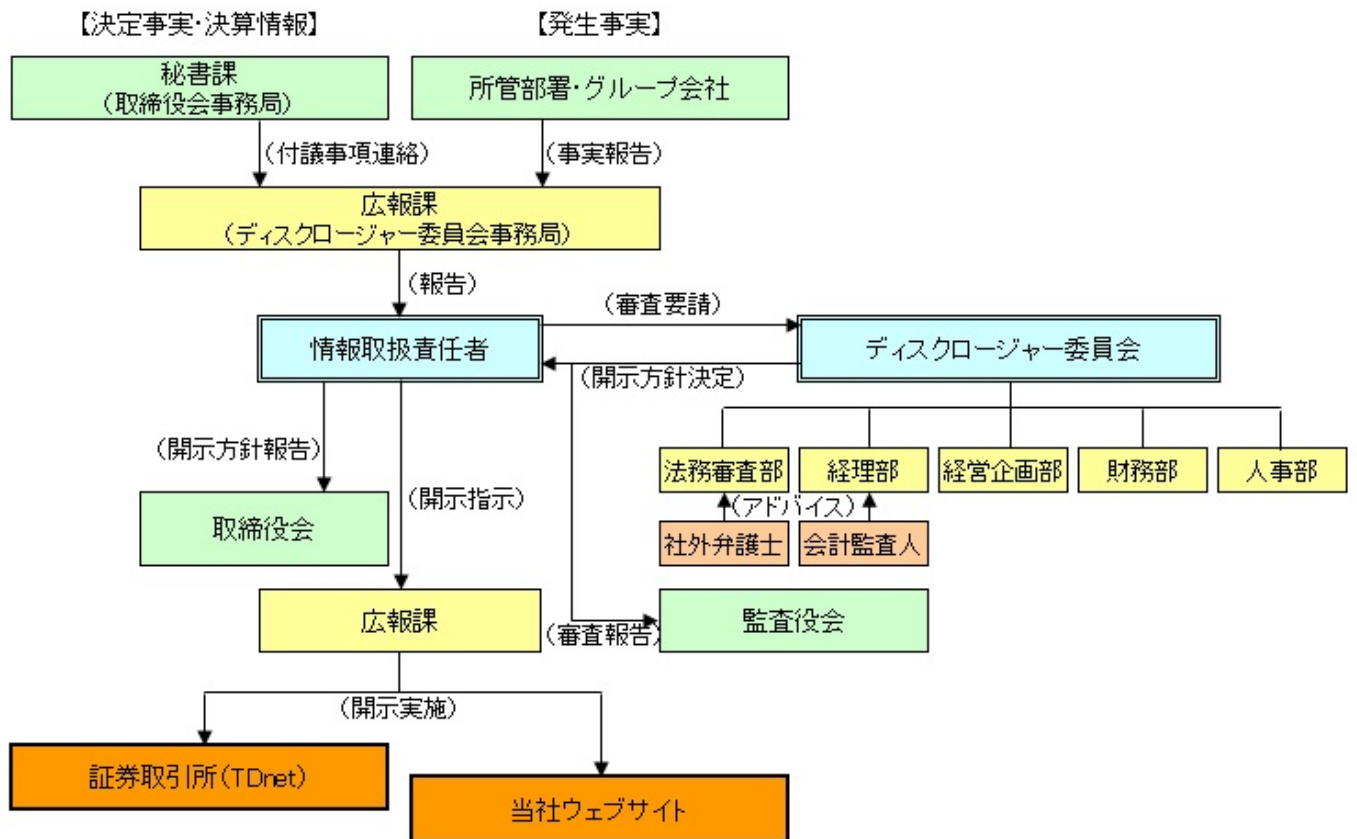 【決定事実・決算情報】
【発生事実】
秘書課
(取締役会事務局)
所管部署・グループ会社
(付議事項連絡)
(事実報告)
広報課
(ディスクロージャー委員会事務局)
(報告)
(審査要請)
情報取扱責任者
ディスクロージャー委員会
(開示方針決定)
(開示方針報告)
法務審査部
経理部
経営企画部
財務部
人事部
(開示指示)
(アドバイス)
取締役会
社外弁護士
会計監査人
広報課
(審査報告)
監査役会
(開示実施)
証券取引所(TDnet)
当社ウェブサイト